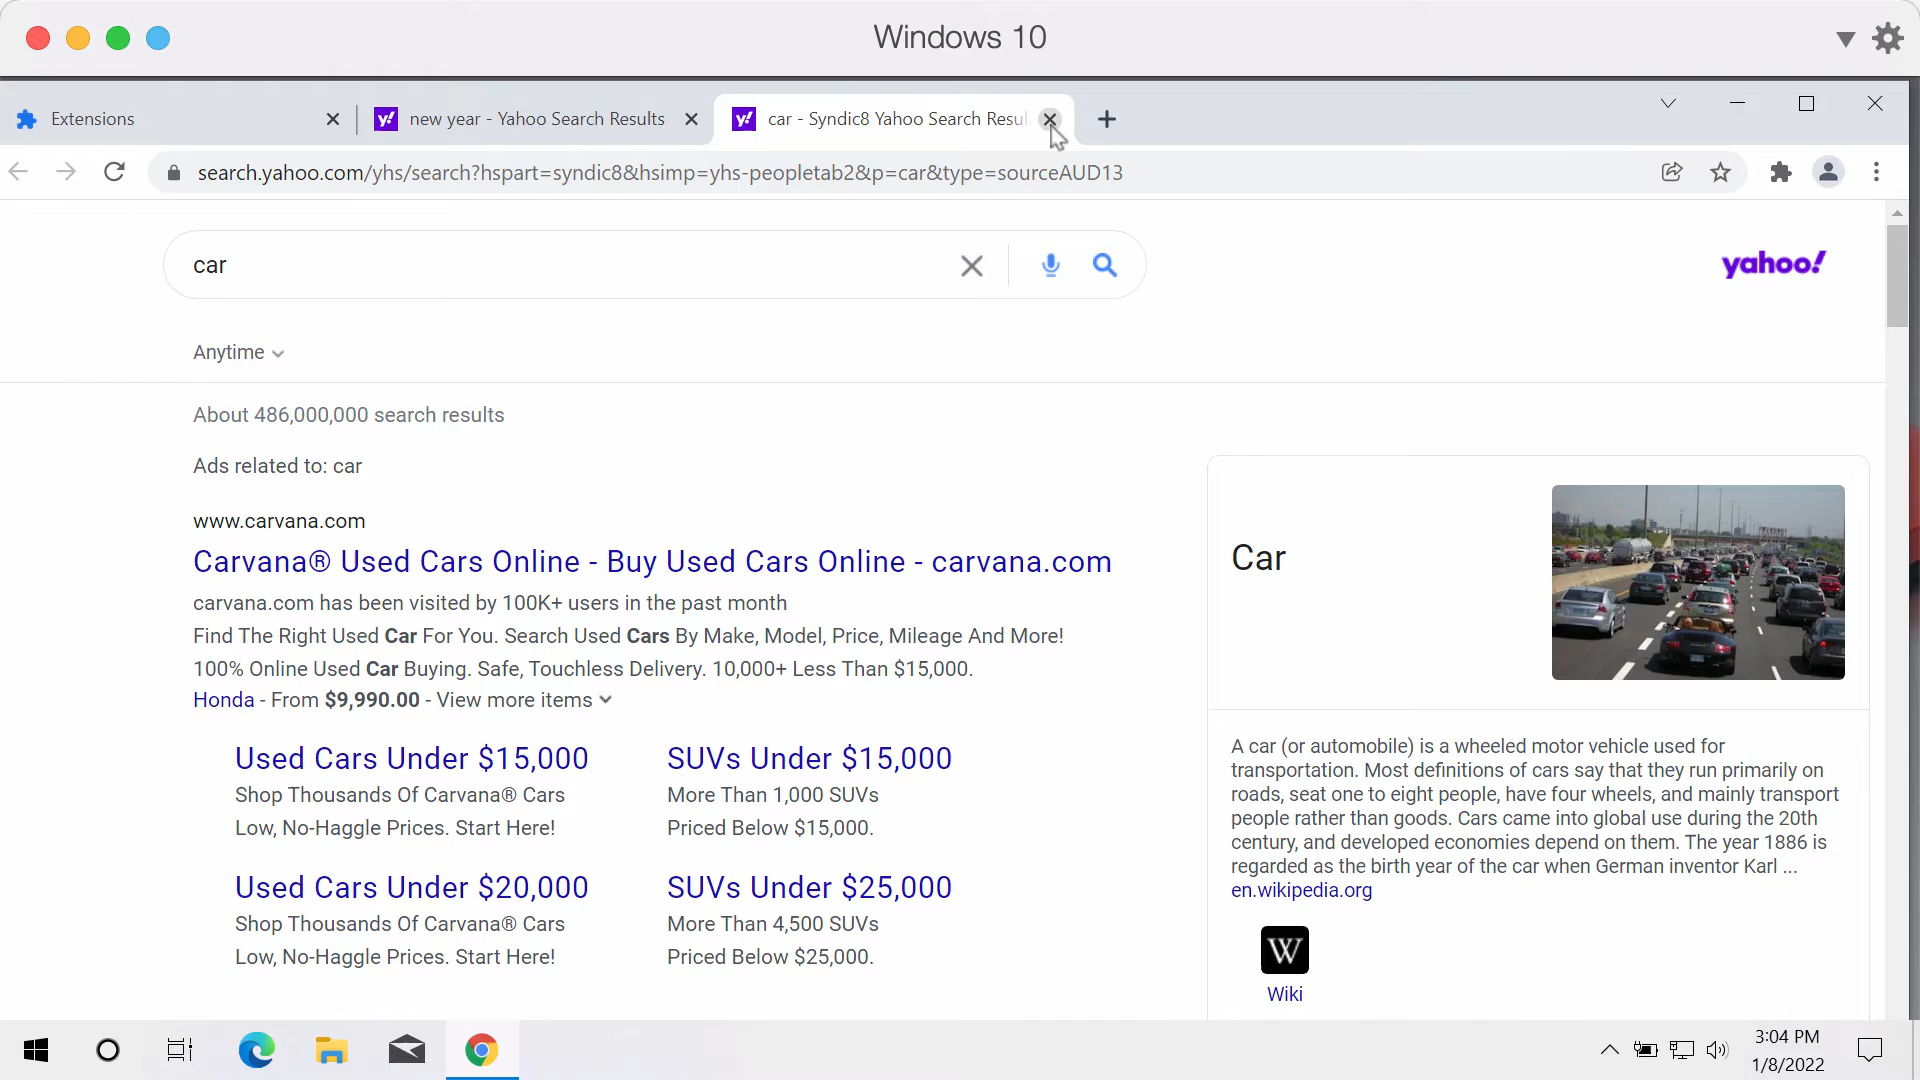 Windows 10
Extensions
new year - Yahoo Search Results
car - Syndic8 Yahoo Search Resul
search.yahoo.com/yhs/search?hspart=syndic8&hsimp=yhs-peopletab2&p=car&type=sourceAUD13
car
yahoo!
Anytime
About 486,000,000 search results
Ads related to: car
www.carvana.com
Carvana® Used Cars Online - Buy Used Cars Online - carvana.com
carvana.com has been visited by 100K+ users in the past month
Find The Right Used Car For You. Search Used Cars By Make, Model, Price, Mileage And More!
100% Online Used Car Buying. Safe, Touchless Delivery. 10,000+ Less Than $15,000.
Honda - From $9,990.00 - View more items
Used Cars Under $15,000
Shop Thousands Of Carvana® Cars
Low, No-Haggle Prices. Start Here!
SUVs Under $15,000
More Than 1,000 SUVs
Priced Below $15,000.
Used Cars Under $20,000
Shop Thousands Of Carvana® Cars
Low, No-Haggle Prices. Start Here!
SUVs Under $25,000
More Than 4,500 SUVs
Priced Below $25,000.
Car
A car (or automobile) is a wheeled motor vehicle used for
transportation. Most definitions of cars say that they run primarily on
roads, seat one to eight people, have four wheels, and mainly transport
people rather than goods. Cars came into global use during the 20th
century, and developed economies depend on them. The year 1886 is
regarded as the birth year of the car when German inventor Karl ...
en.wikipedia.org
W
Wiki
3:04 PM
1/8/2022